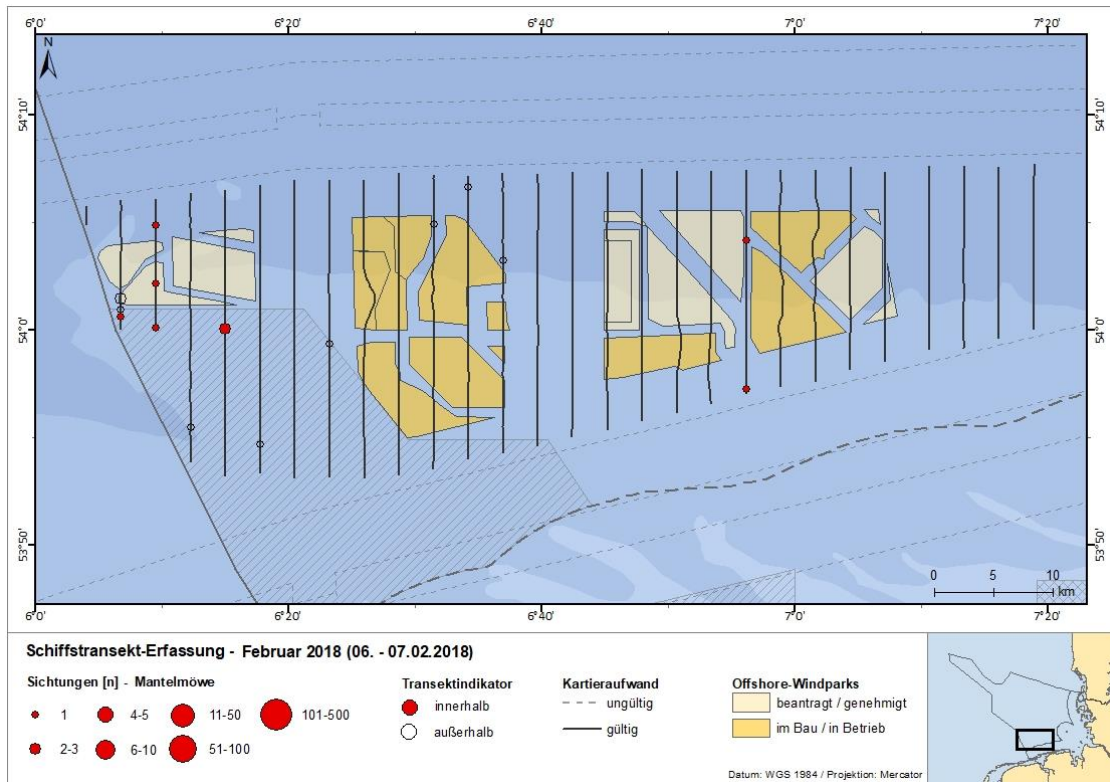 6°0' 6°20' 6°40' 7°0' 7°20'
N
54°10' 54°10'
54°0' 54°0'
53°50' 53°50'
0 5 10
km
6°0' 6°20' 6°40' 7°0' 7°20'
Schiffstransekt-Erfassung - Februar 2018 (06. - 07.02.2018)
Sichtungen [n] - Mantelmöwe
1 4-5 11-50 101-500
2-3 6-10 51-100
Transektindikator
innerhalb
außerhalb
Kartieraufwand
ungültig
gültig
Offshore-Windparks
beantragt / genehmigt
im Bau / in Betrieb
Datum: WGS 1984 / Projektion: Mercator